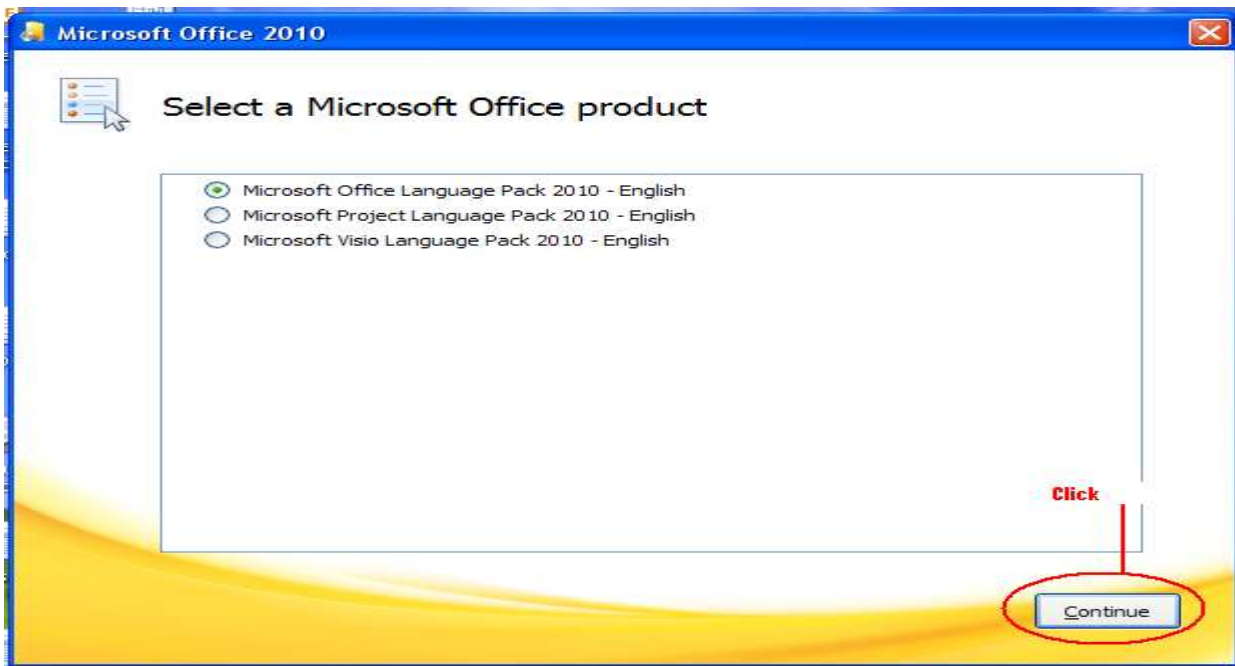 Microsoft Office 2010
Select a Microsoft Office product
Microsoft Office Language Pack 2010 - English
Microsoft Project Language Pack 2010 - English
Microsoft Visio Language Pack 2010 - English
Click
Continue